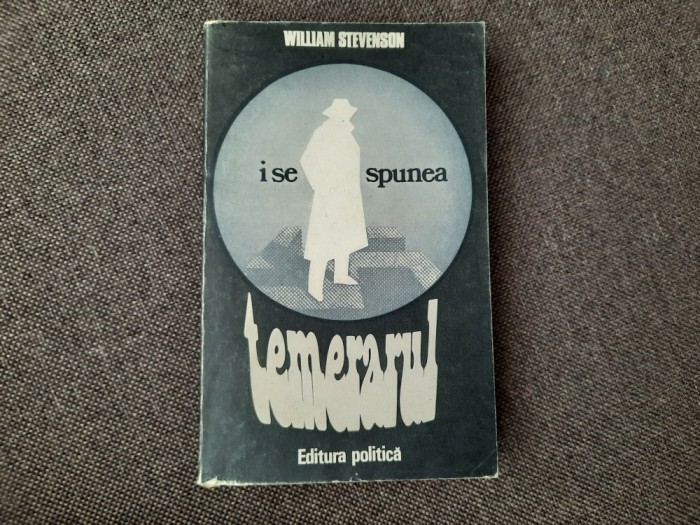 WILLIAM STEVENSON
i se spunea
temerarul
Editura politică